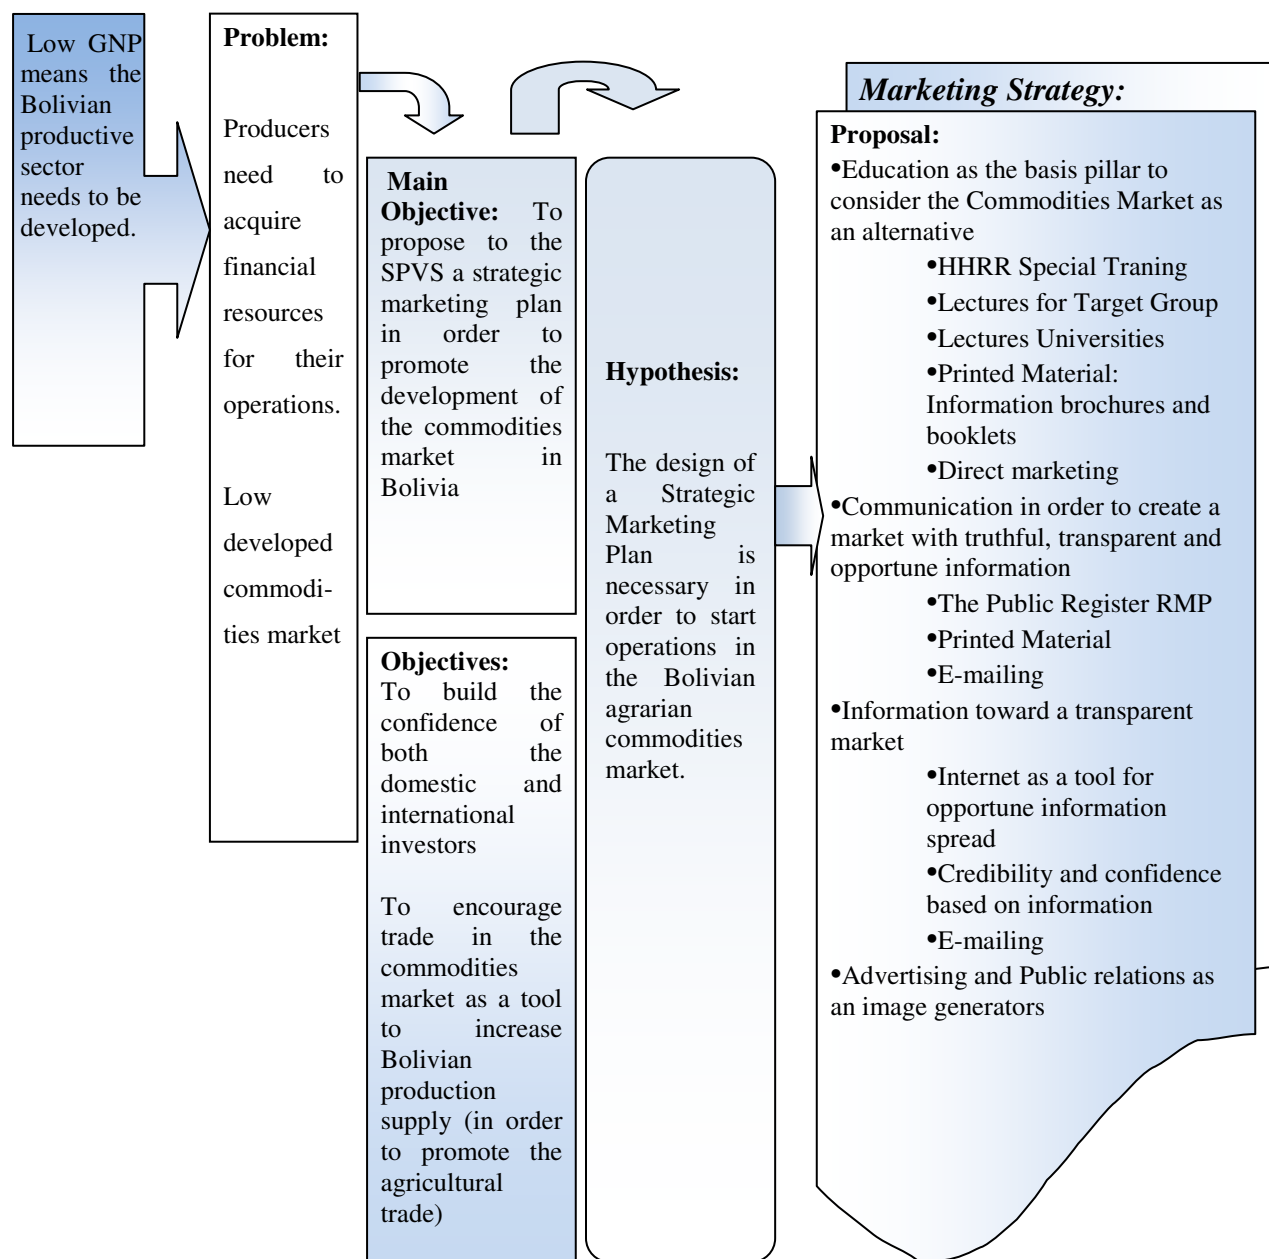 Low GNP
means the
Bolivian
productive
sector
needs to be
developed.
Problem:
Producers
need to
acquire
financial
resources
for their
operations.
Low
developed
commodi-
ties market
Main
Objective: To
propose to the
SPVS a strategic
marketing plan
in order to
promote the
development of
the commodities
market in
Bolivia
Objectives:
To build the
confidence of
both the
domestic and
international
investors
To encourage
trade in the
commodities
market as a tool
to increase
Bolivian
production
supply (in order
to promote the
agricultural
trade)
Hypothesis:
The design of
a Strategic
Marketing
Plan is
necessary in
order to start
operations in
the Bolivian
agrarian
commodities
market.
Marketing Strategy:
Proposal:
•Education as the basis pillar to
consider the Commodities Market as
an alternative
•HHRR Special Traning
•Lectures for Target Group
•Lectures Universities
•Printed Material:
Information brochures and
booklets
•Direct marketing
•Communication in order to create a
market with truthful, transparent and
opportune information
•The Public Register RMP
•Printed Material
•E-mailing
•Information toward a transparent
market
•Internet as a tool for
opportune information
spread
•Credibility and confidence
based on information
•E-mailing
•Advertising and Public relations as
an image generators